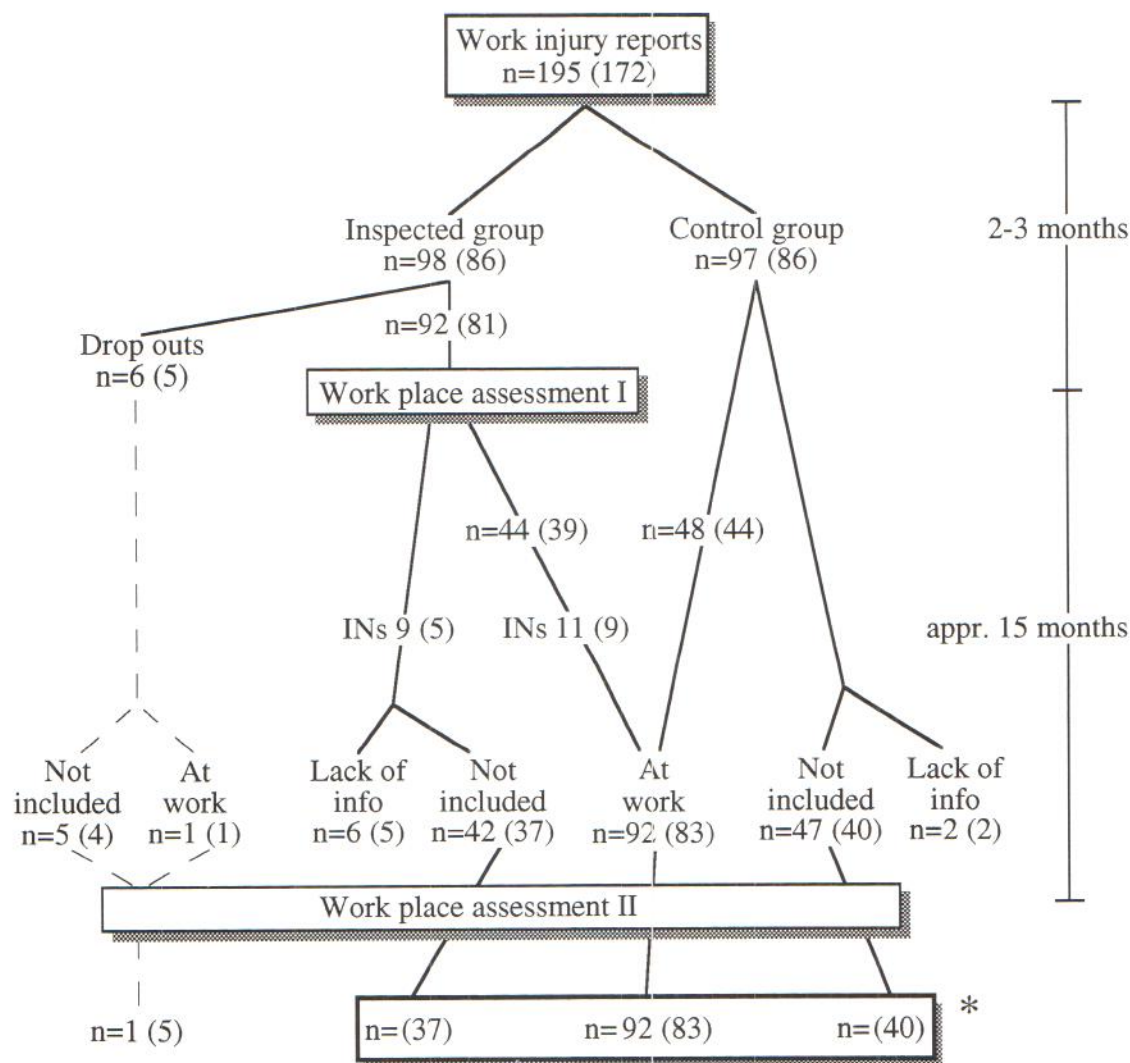 Work injury reports
n=195 (172)
Inspected group
n=98 (86)
Control group
n=97 (86)
2-3 months
n=92 (81)
Drop outs
n=6 (5)
Work place assessment I
n=44 (39)
n=48 (44)
INs 9 (5)
INs 11 (9)
appr. 15 months
Not
included
n=5 (4)
At
work
n=1 (1)
Lack of
info
n=6 (5)
Not
included
n=42 (37)
At
work
n=92 (83)
Not
included
n=47 (40)
Lack of
info
n=2 (2)
Work place assessment II
n=1 (5)
n=(37)
n=92 (83)
n=(40)
*